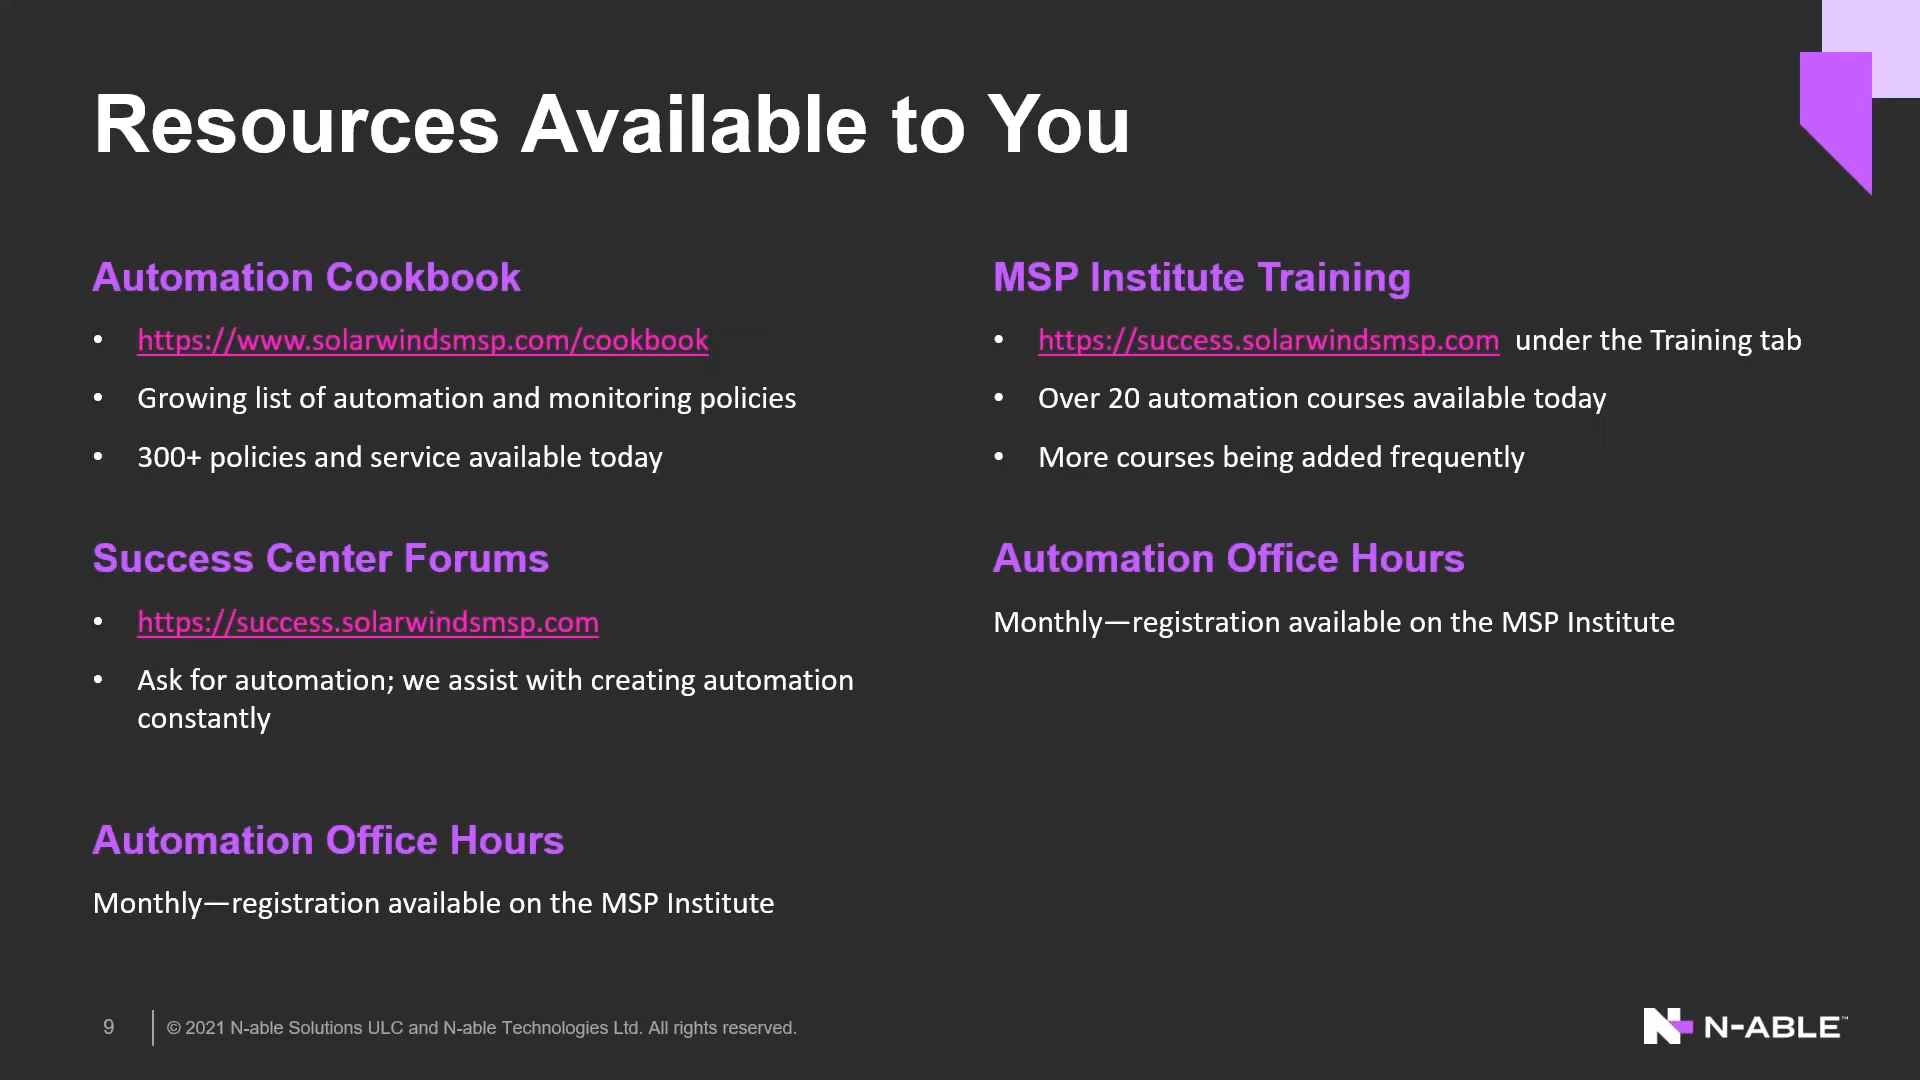 Resources Available to You
Automation Cookbook
• https://www.solarwindsmsp.com/cookbook
• Growing list of automation and monitoring policies
• 300+ policies and service available today
Success Center Forums
• https://success.solarwindsmsp.com
• Ask for automation; we assist with creating automation
constantly
Automation Office Hours
Monthly—registration available on the MSP Institute
MSP Institute Training
• https://success.solarwindsmsp.com under the Training tab
• Over 20 automation courses available today
• More courses being added frequently
Automation Office Hours
Monthly—registration available on the MSP Institute
9
© 2021 N-able Solutions ULC and N-able Technologies Ltd. All rights reserved.
N-ABLE™